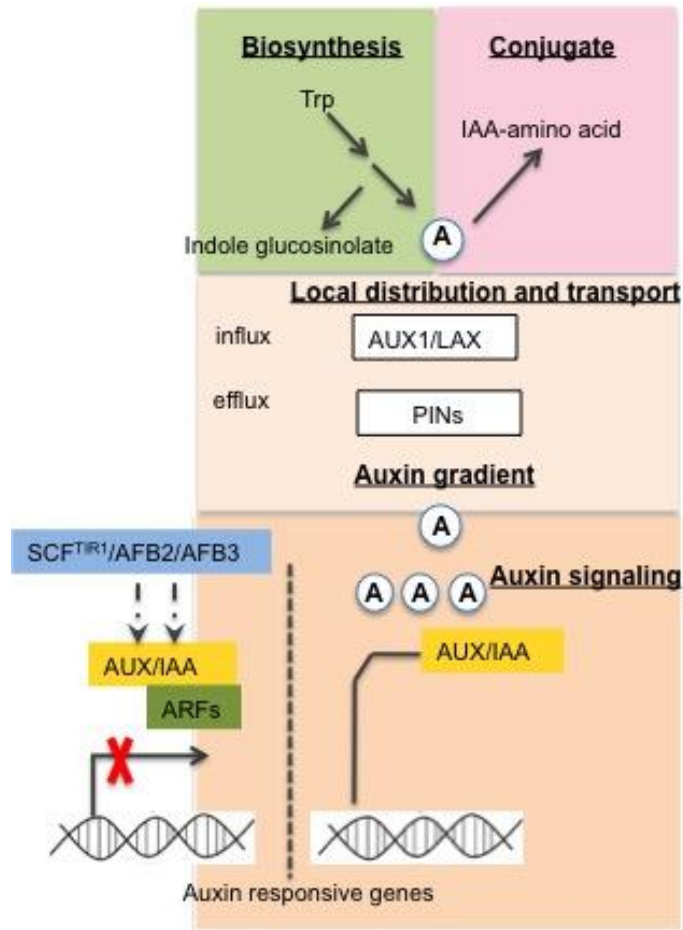 Biosynthesis
Conjugate
Trp
IAA-amino acid
Indole glucosinolate
A
Local distribution and transport
influx
AUX1/LAX
efflux
PINs
Auxin gradient
A
SCFTIR1/AFB2/AFB3
Auxin signaling
A A A
AUX/IAA
AUX/IAA
ARFs
Auxin responsive genes